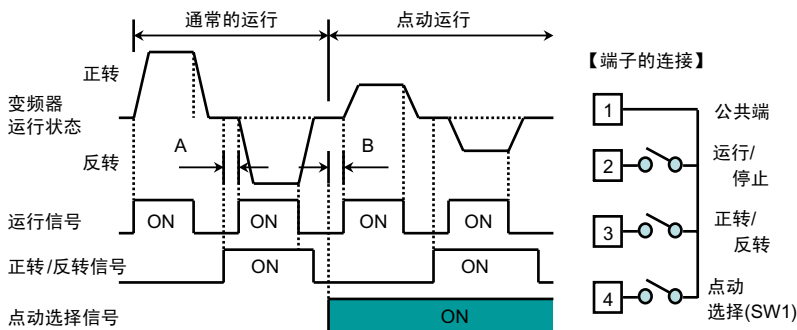 通常的运行
点动运行
正转
变频器
运行状态
反转
A
B
运行信号
ON
ON
ON
ON
正转/反转信号
ON
ON
点动选择信号
ON
【端子的连接】
1
公共端
2
运行/
停止
3
正转/
反转
4
点动
选择(SW1)